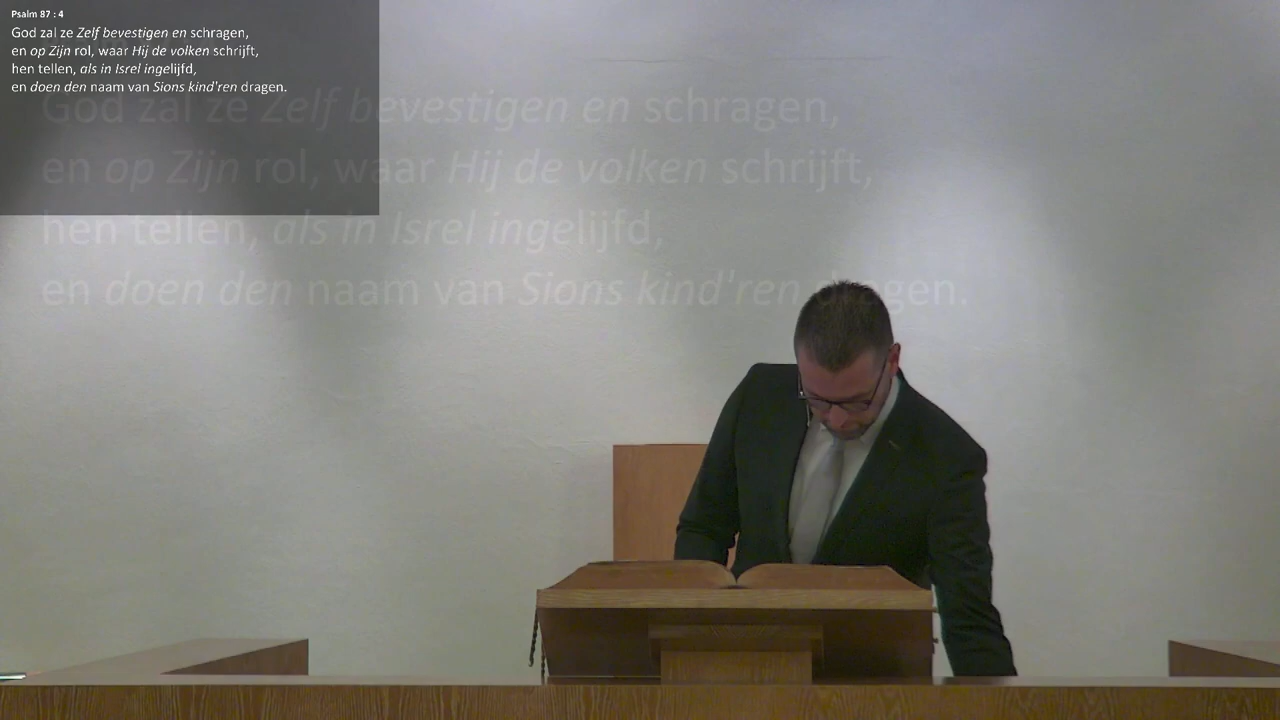 Psalm 87 : 4
God zal ze Zelf bevestigen en schragen,
en op Zijn rol, waar Hij de volken schrijft,
hen tellen, als in Isrel ingelijfd,
en doen den naam van Sions kind'ren dragen.
God zal ze Zelf bevestigen en schragen,
en op Zijn rol, waar Hij de volken schrijft,
hen tellen, als in Isrel ingelijfd,
en doen den naam van Sions kind'ren dragen.